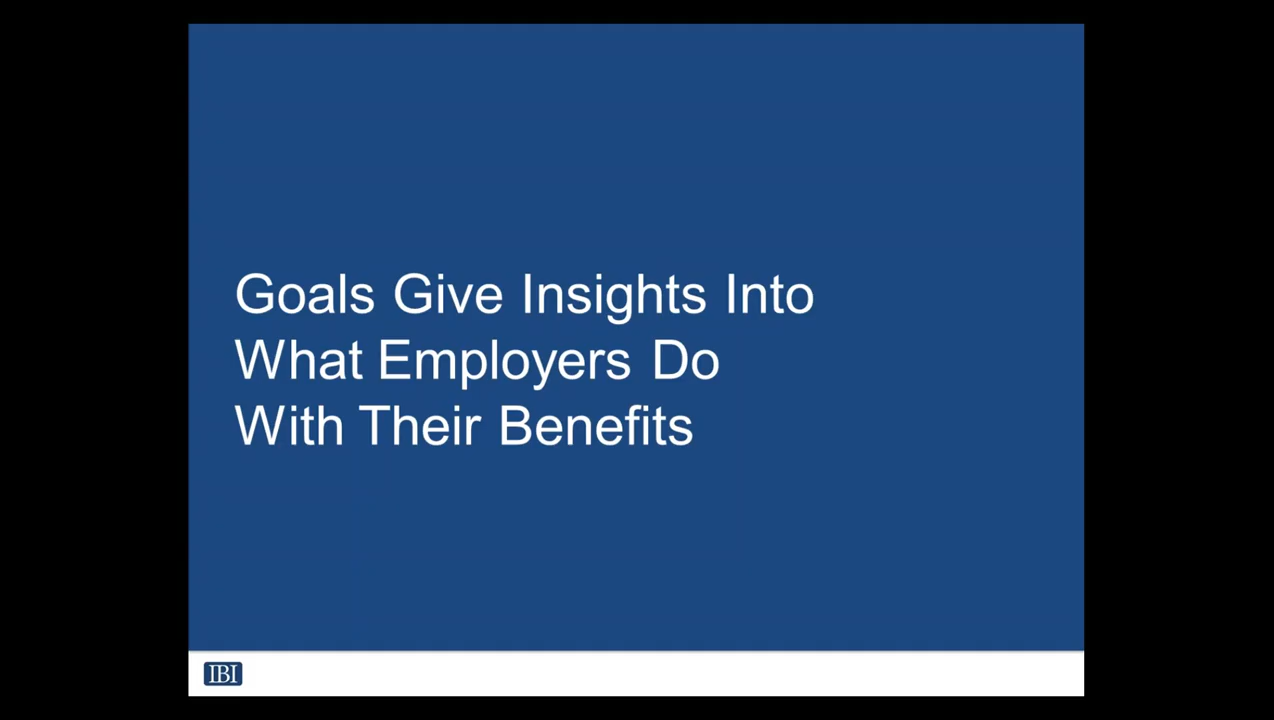 Goals Give Insights Into
What Employers Do
With Their Benefits
IBI